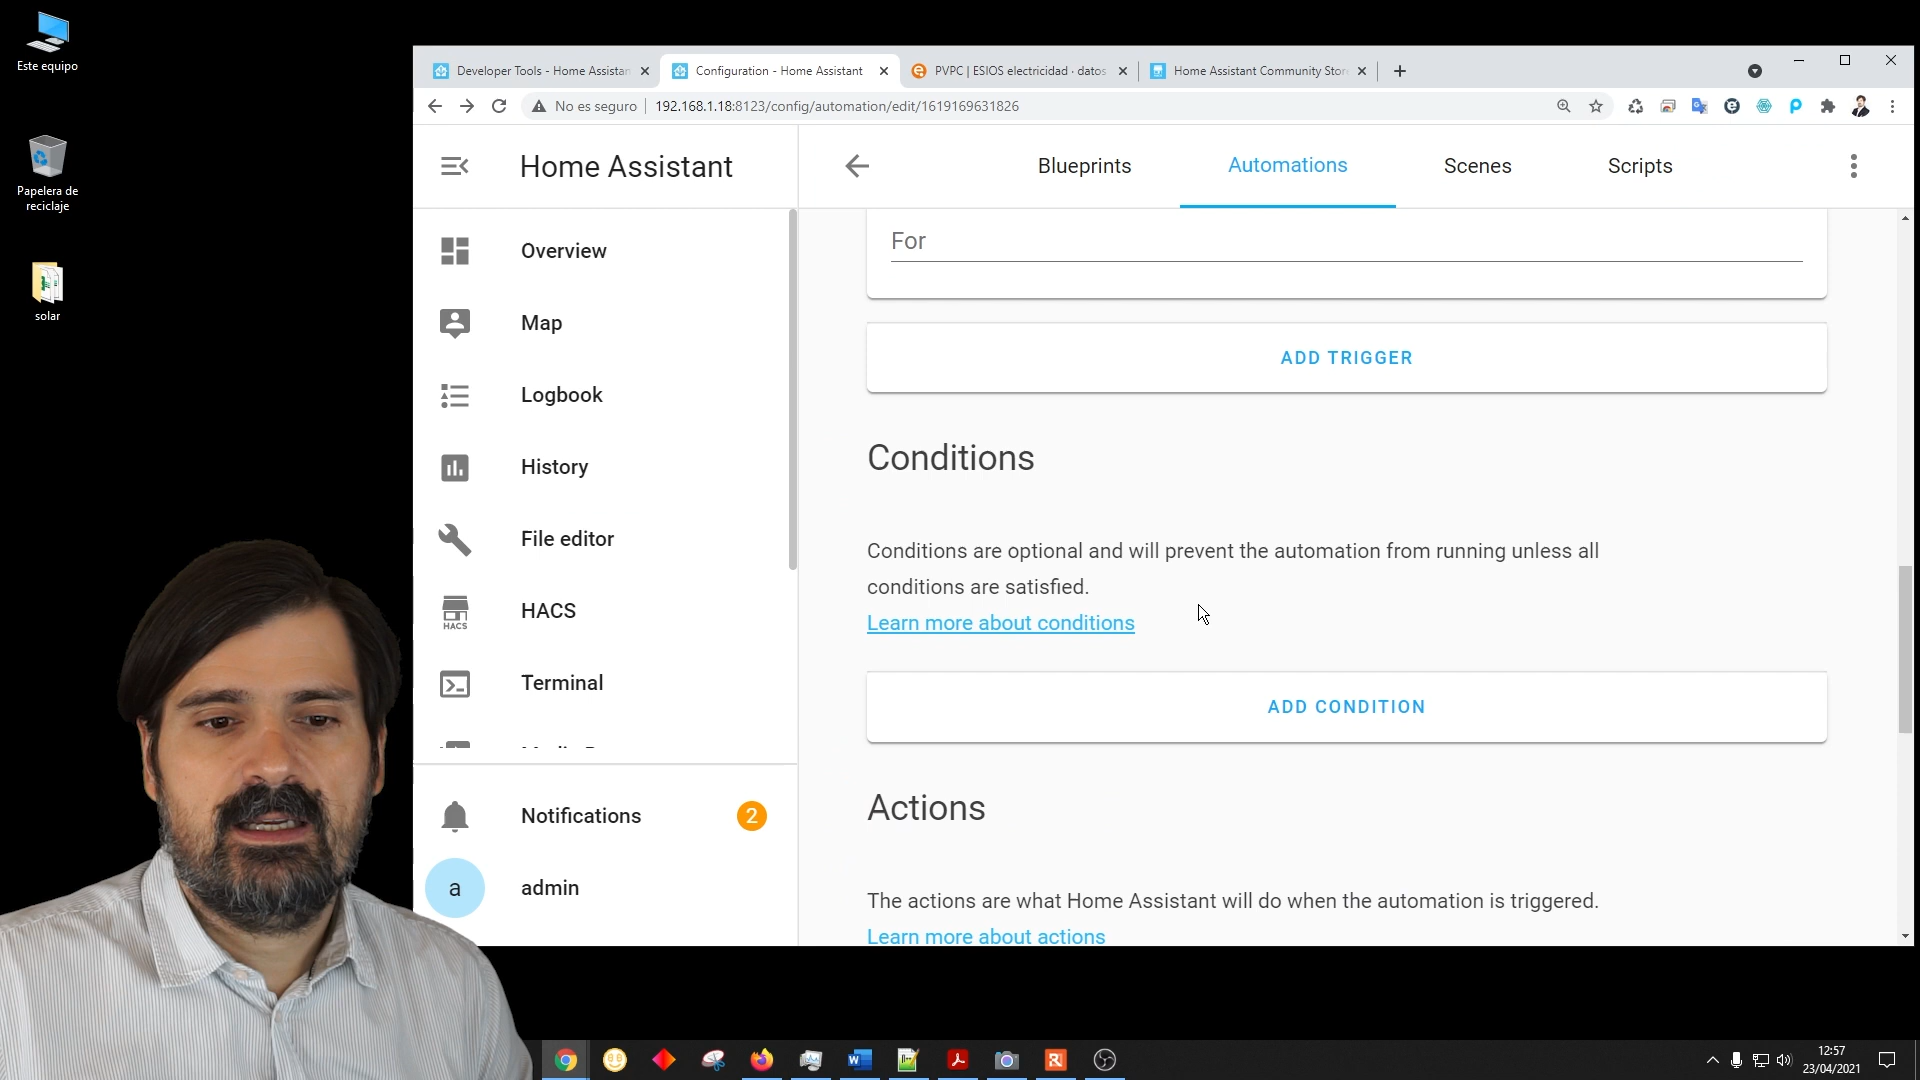 Este equipo
Papelera de
reciclaje
solar
Developer Tools - Home Assistan
Configuration - Home Assistant
PVPC | ESIOS electricidad · datos
Home Assistant Community Store
No es seguro
192.168.1.18:8123/config/automation/edit/1619169631826
Home Assistant
Blueprints
Automations
Scenes
Scripts
Overview
Map
Logbook
History
File editor
HACS
HACS
Terminal
Notifications
2
a
admin
For
ADD TRIGGER
Conditions
Conditions are optional and will prevent the automation from running unless all
conditions are satisfied.
Learn more about conditions
ADD CONDITION
Actions
The actions are what Home Assistant will do when the automation is triggered.
Learn more about actions
12:57
23/04/2021